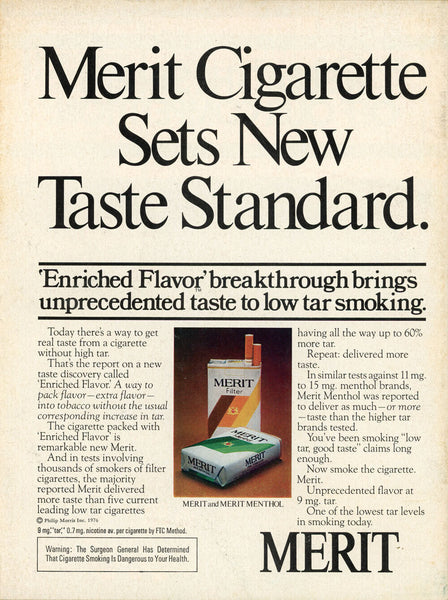 Merit Cigarette
Sets New
Taste Standard.
'Enriched Flavor'™ breakthrough brings
unprecedented taste to low tar smoking.
Today there's a way to get
real taste from a cigarette
without high tar.
That's the report on a new
taste discovery called
'Enriched Flavor.' A way to
pack flavor—extra flavor—
into tobacco without the usual
corresponding increase in tar.
The cigarette packed with
'Enriched Flavor' is
remarkable new Merit.
And in tests involving
thousands of smokers of filter
cigarettes, the majority
reported Merit delivered
more taste than five current
leading low tar cigarettes
MERIT
Filter
MERIT
MERIT
MERIT
MERIT and MERIT MENTHOL
having all the way up to 60%
more tar.
Repeat: delivered more
taste.
In similar tests against 11 mg.
to 15 mg. menthol brands,
Merit Menthol was reported
to deliver as much—or more
—taste than the higher tar
brands tested.
You've been smoking "low
tar, good taste" claims long
enough.
Now smoke the cigarette.
Merit.
Unprecedented flavor at
9 mg. tar.
One of the lowest tar levels
in smoking today.
© Philip Morris Inc. 1976
9 mg. "tar," 0.7 mg. nicotine av. per cigarette by FTC Method.
Warning: The Surgeon General Has Determined
That Cigarette Smoking Is Dangerous to Your Health.
MERIT